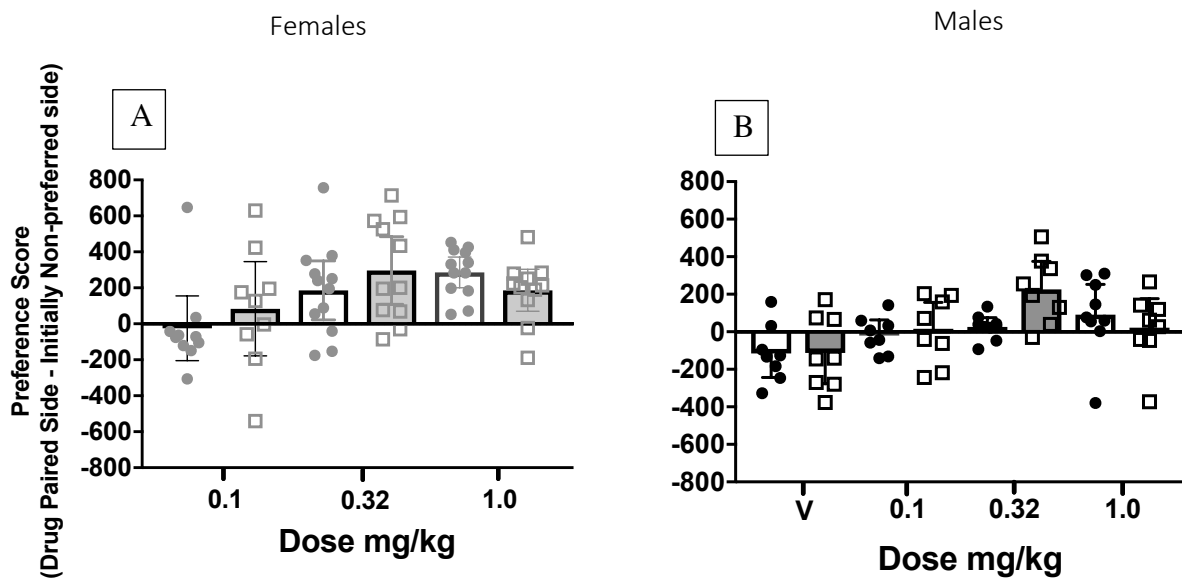 Females
Males
A
B
Preference Score
(Drug Paired Side - Initially Non-preferred side)
800
600
400
200
0
-200
-400
-600
-800
0.1
0.32
1.0
Dose mg/kg
800
600
400
200
0
-200
-400
-600
-800
V
0.1
0.32
1.0
Dose mg/kg